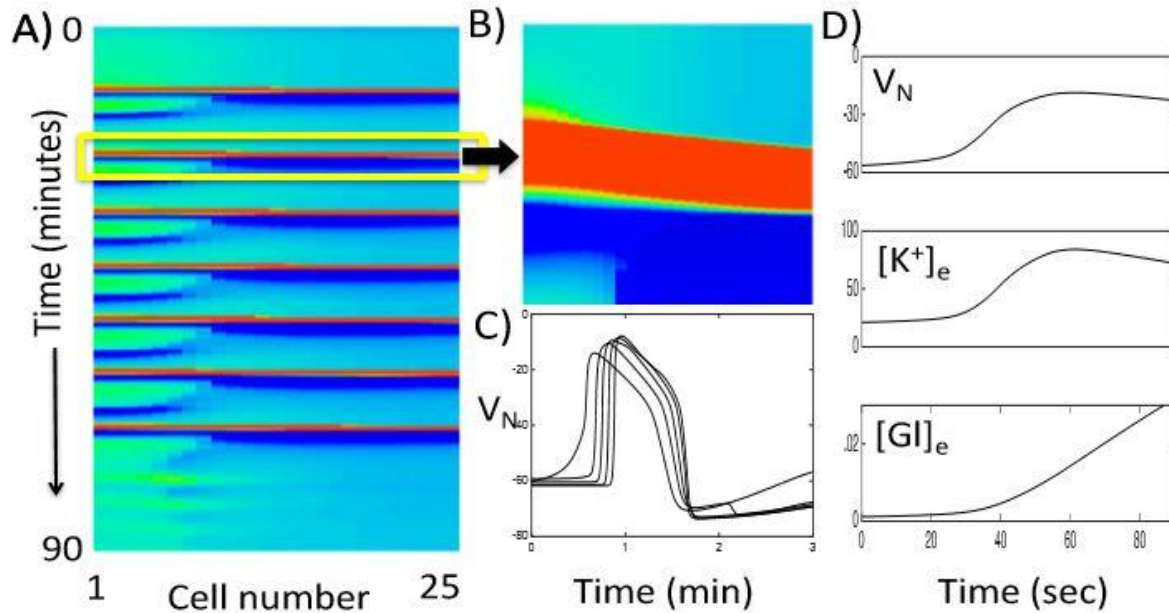 A)
0
Time (minutes)
90
1
25
Cell number
B)
C)
0
-20
-40
-60
-80
V_N
0
1
2
3
Time (min)
D)
0
-30
-60
V_N
100
50
0
[K⁺]_e
.02
0
[Gl]_e
0
20
40
60
80
Time (sec)